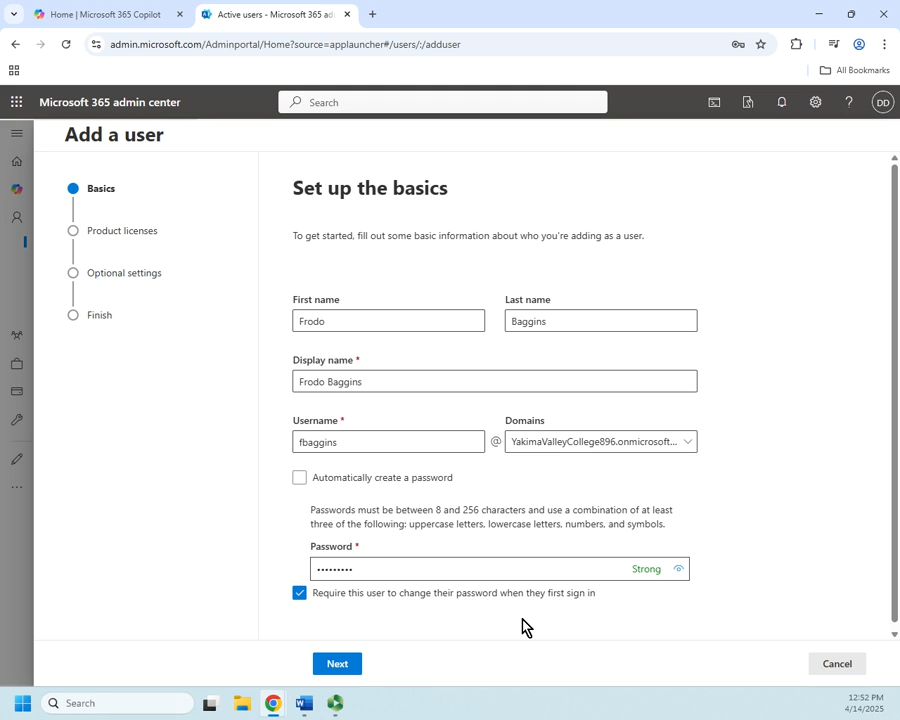 Home | Microsoft 365 Copilot
Active users - Microsoft 365 ad
admin.microsoft.com/Adminportal/Home?source=applauncher#/users/:/adduser
All Bookmarks
Microsoft 365 admin center
Search
DD
Add a user
Basics
Product licenses
Optional settings
Finish
Set up the basics
To get started, fill out some basic information about who you're adding as a user.
First name
Last name
Frodo
Baggins
Display name *
Frodo Baggins
Username *
Domains
fbaggins
@
YakimaValleyCollege896.onmicrosoft...
Automatically create a password
Passwords must be between 8 and 256 characters and use a combination of at least
three of the following: uppercase letters, lowercase letters, numbers, and symbols.
Password *
•••••••••
Strong
Require this user to change their password when they first sign in
Next
Cancel
Search
12:52 PM
4/14/2025